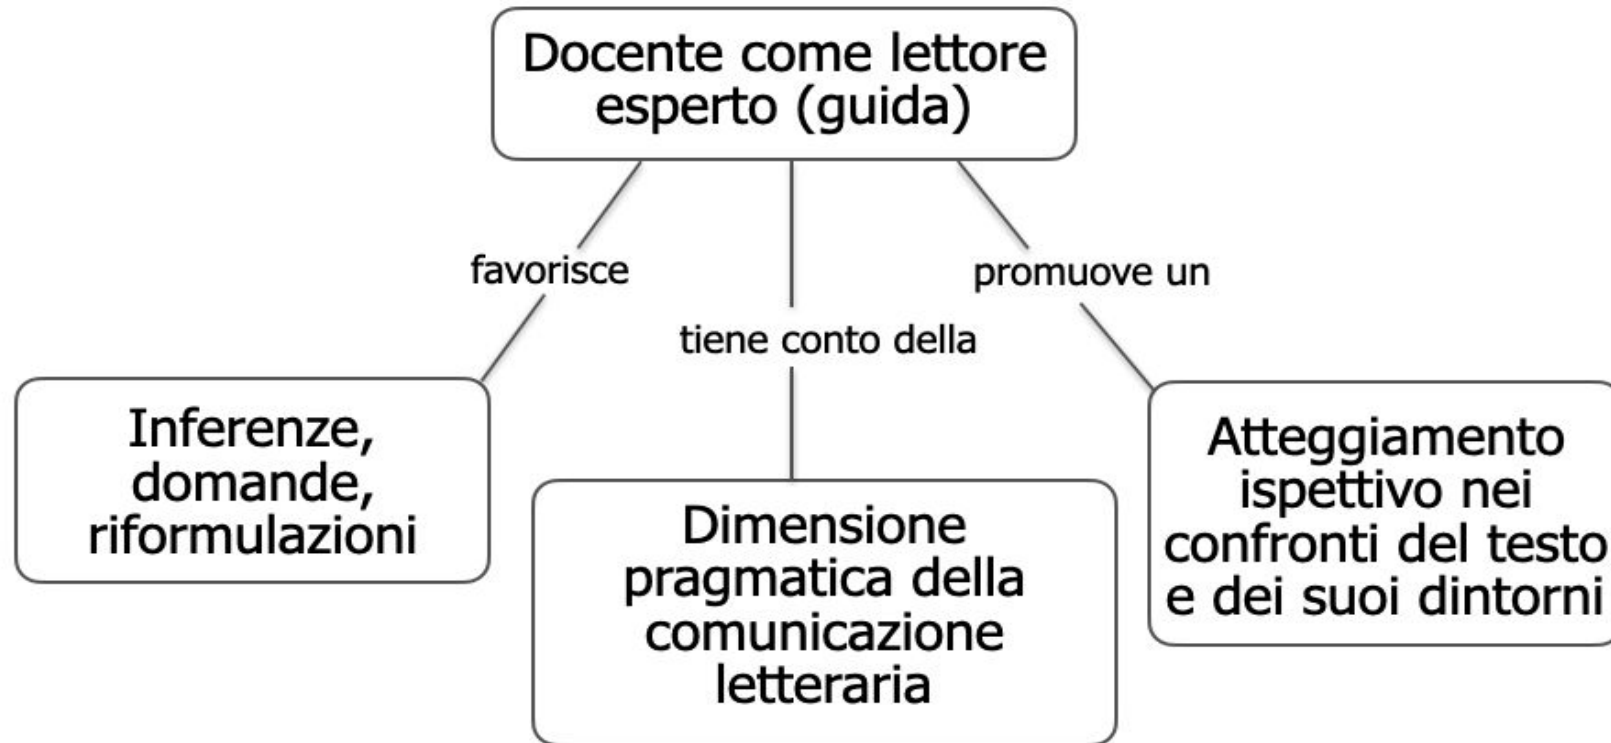 Docente come lettore
esperto (guida)
favorisce
promuove un
tiene conto della
Inferenze,
domande,
riformulazioni
Dimensione
pragmatica della
comunicazione
letteraria
Atteggiamento
ispettivo nei
confronti del testo
e dei suoi dintorni